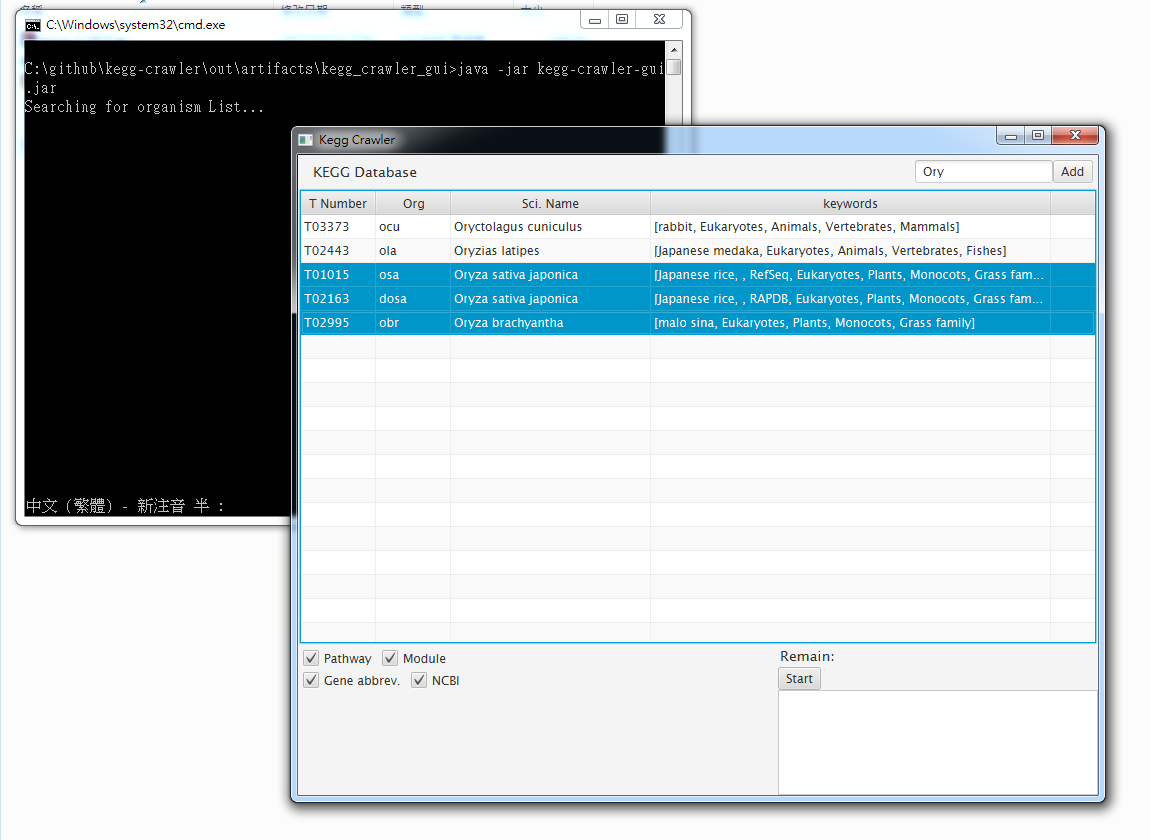 C:\Windows\system32\cmd.exe
C:\github\kegg-crawler\out\artifacts\kegg_crawler_gui>java -jar kegg-crawler-gui
.jar
Searching for organism List...
中文 (繁體) - 新注音 半 :
Kegg Crawler
KEGG Database Ory Add
T Number Org Sci. Name keywords
T03373 ocu Oryctolagus cuniculus [rabbit, Eukaryotes, Animals, Vertebrates, Mammals]
T02443 ola Oryzias latipes [Japanese medaka, Eukaryotes, Animals, Vertebrates, Fishes]
T01015 osa Oryza sativa japonica [Japanese rice, , RefSeq, Eukaryotes, Plants, Monocots, Grass fam...
T02163 dosa Oryza sativa japonica [Japanese rice, , RAPDB, Eukaryotes, Plants, Monocots, Grass fam...
T02995 obr Oryza brachyantha [malo sina, Eukaryotes, Plants, Monocots, Grass family]
Pathway Module
Gene abbrev. NCBI
Remain:
Start